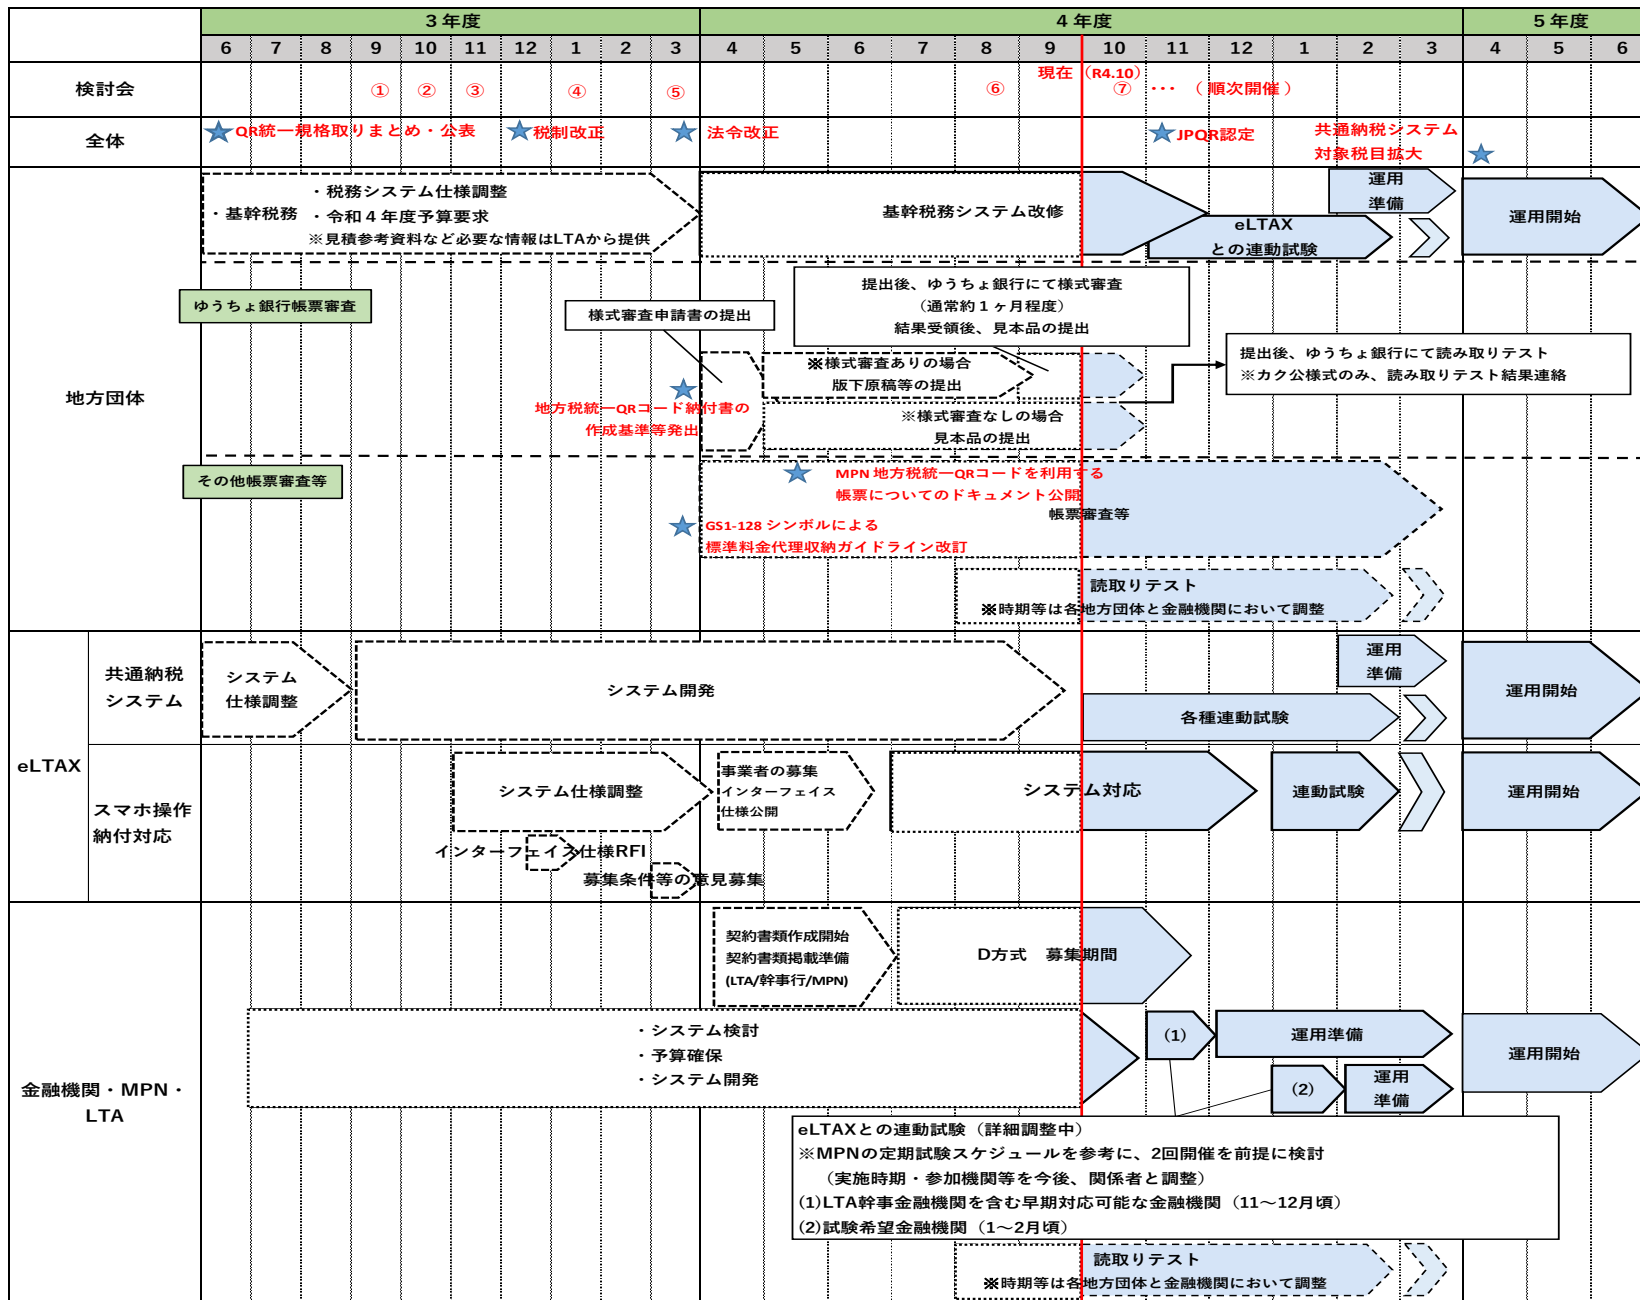 3年度 4年度 5年度
6 7 8 9 10 11 12 1 2 3 4 5 6 7 8 9 10 11 12 1 2 3 4 5 6
現在 (R4.10)
検討会 ① ② ③ ④ ⑤ ⑥ ⑦ ・・・（順次開催）
全体
QR統一規格取りまとめ・公表
税制改正
法令改正
JPQR認定
共通納税システム
対象税目拡大
地方団体
・基幹税務
・税務システム仕様調整
・令和４年度予算要求
※見積参考資料など必要な情報はLTAから提供
基幹税務システム改修
eLTAX
との連動試験
運用
準備
運用開始
ゆうちょ銀行帳票審査
様式審査申請書の提出
提出後、ゆうちょ銀行にて様式審査
（通常約１ヶ月程度）
結果受領後、見本品の提出
※様式審査ありの場合
版下原稿等の提出
※様式審査なしの場合
見本品の提出
提出後、ゆうちょ銀行にて読み取りテスト
※カク公様式のみ、読み取りテスト結果連絡
地方税統一QRコード納付書の
作成基準等発出
その他帳票審査等
MPN 地方税統一QRコードを利用する
帳票についてのドキュメント公開
帳票審査等
GS1-128 シンボルによる
標準料金代理収納ガイドライン改訂
読取りテスト
※時期等は各地方団体と金融機関において調整
eLTAX
共通納税
システム
システム
仕様調整
システム開発
運用
準備
各種連動試験
運用開始
スマホ操作
納付対応
システム仕様調整
事業者の募集
インターフェイス
仕様公開
システム対応
連動試験
運用開始
インターフェイス仕様RFI
募集条件等の意見募集
金融機関・MPN・
LTA
契約書類作成開始
契約書類掲載準備
(LTA/幹事行/MPN)
D方式　募集期間
・システム検討
・予算確保
・システム開発
(1)
運用準備
(2)
運用
準備
運用開始
eLTAXとの連動試験（詳細調整中）
※MPNの定期試験スケジュールを参考に、2回開催を前提に検討
（実施時期・参加機関等を今後、関係者と調整）
(1)LTA幹事金融機関を含む早期対応可能な金融機関（11～12月頃）
(2)試験希望金融機関（1～2月頃）
読取りテスト
※時期等は各地方団体と金融機関において調整